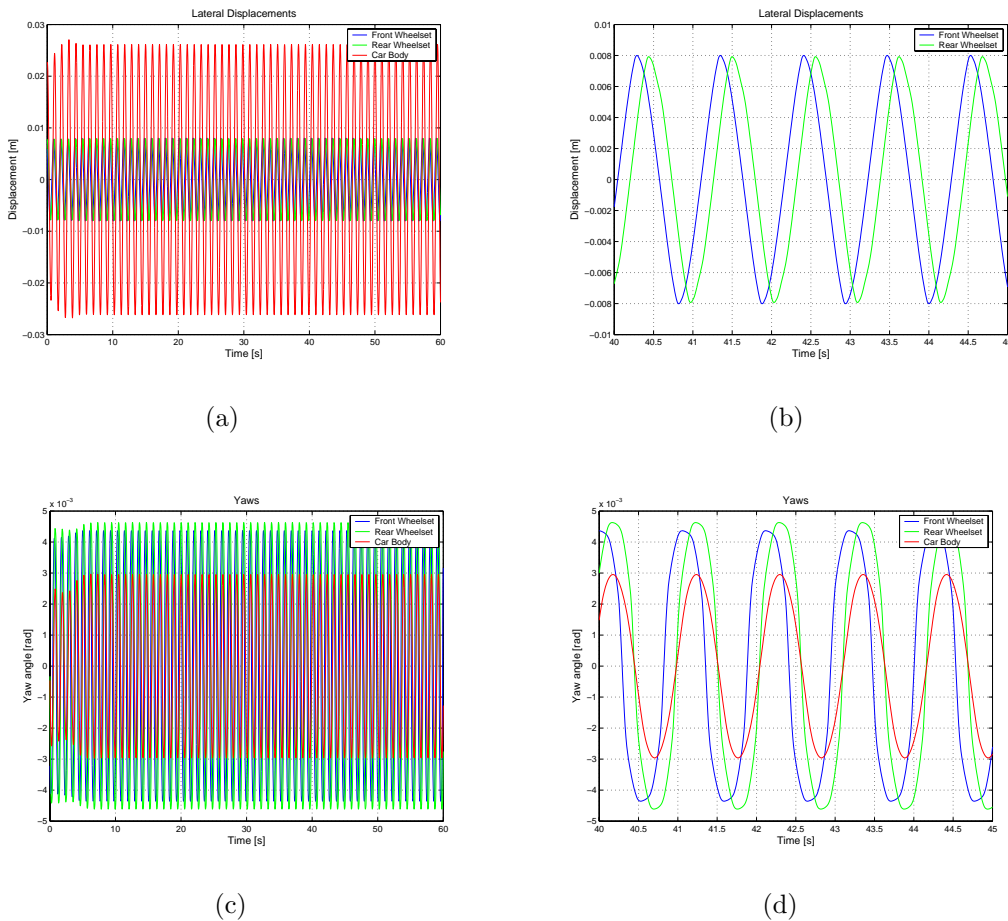 Lateral Displacements
Front Wheelset
Rear Wheelset
Car Body
0.03
0.02
0.01
0
−0.01
−0.02
−0.03
Displacement [m]
0 10 20 30 40 50 60
Time [s]
(a)
Lateral Displacements
Front Wheelset
Rear Wheelset
0.01
0.008
0.006
0.004
0.002
0
−0.002
−0.004
−0.006
−0.008
−0.01
Displacement [m]
40 40.5 41 41.5 42 42.5 43 43.5 44 44.5
Time [s]
(b)
Yaws
x 10−3
Front Wheelset
Rear Wheelset
Car Body
5
4
3
2
1
0
−1
−2
−3
−4
−5
Yaw angle [rad]
0 10 20 30 40 50 60
Time [s]
(c)
Yaws
x 10−3
Front Wheelset
Rear Wheelset
Car Body
5
4
3
2
1
0
−1
−2
−3
−4
−5
Yaw angle [rad]
40 40.5 41 41.5 42 42.5 43 43.5 44 44.5 45
Time [s]
(d)